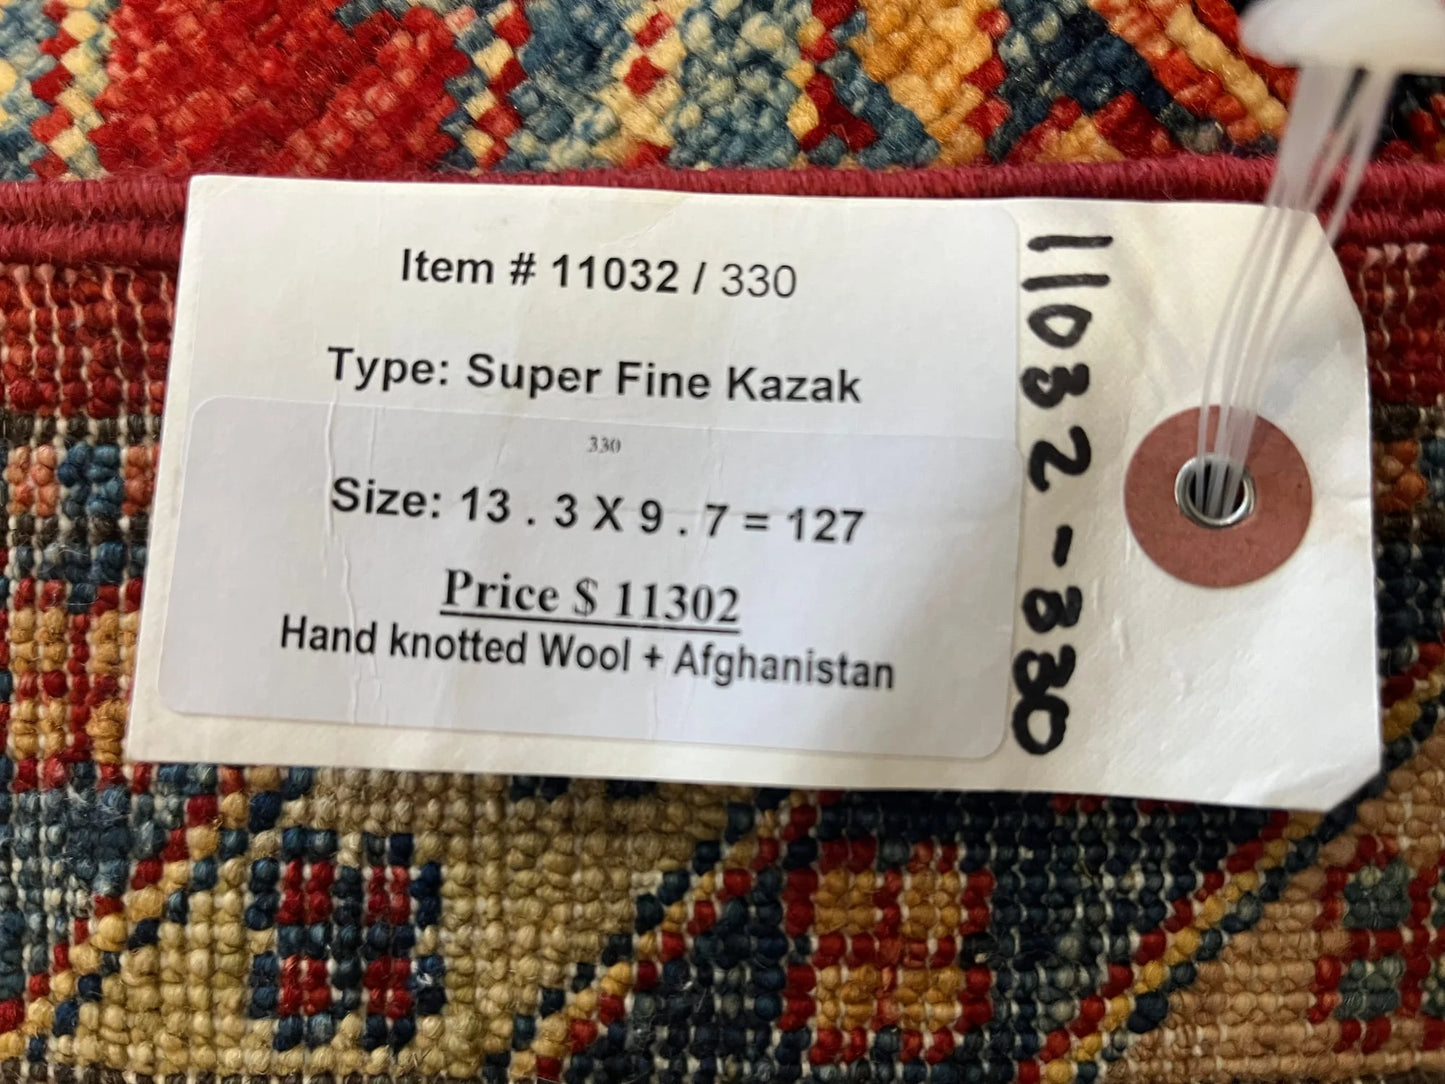 Item # 11032 / 330
Type: Super Fine Kazak
330
Size: 13 . 3 X 9 . 7 = 127
Price $ 11302
Hand knotted Wool + Afghanistan
11032-330